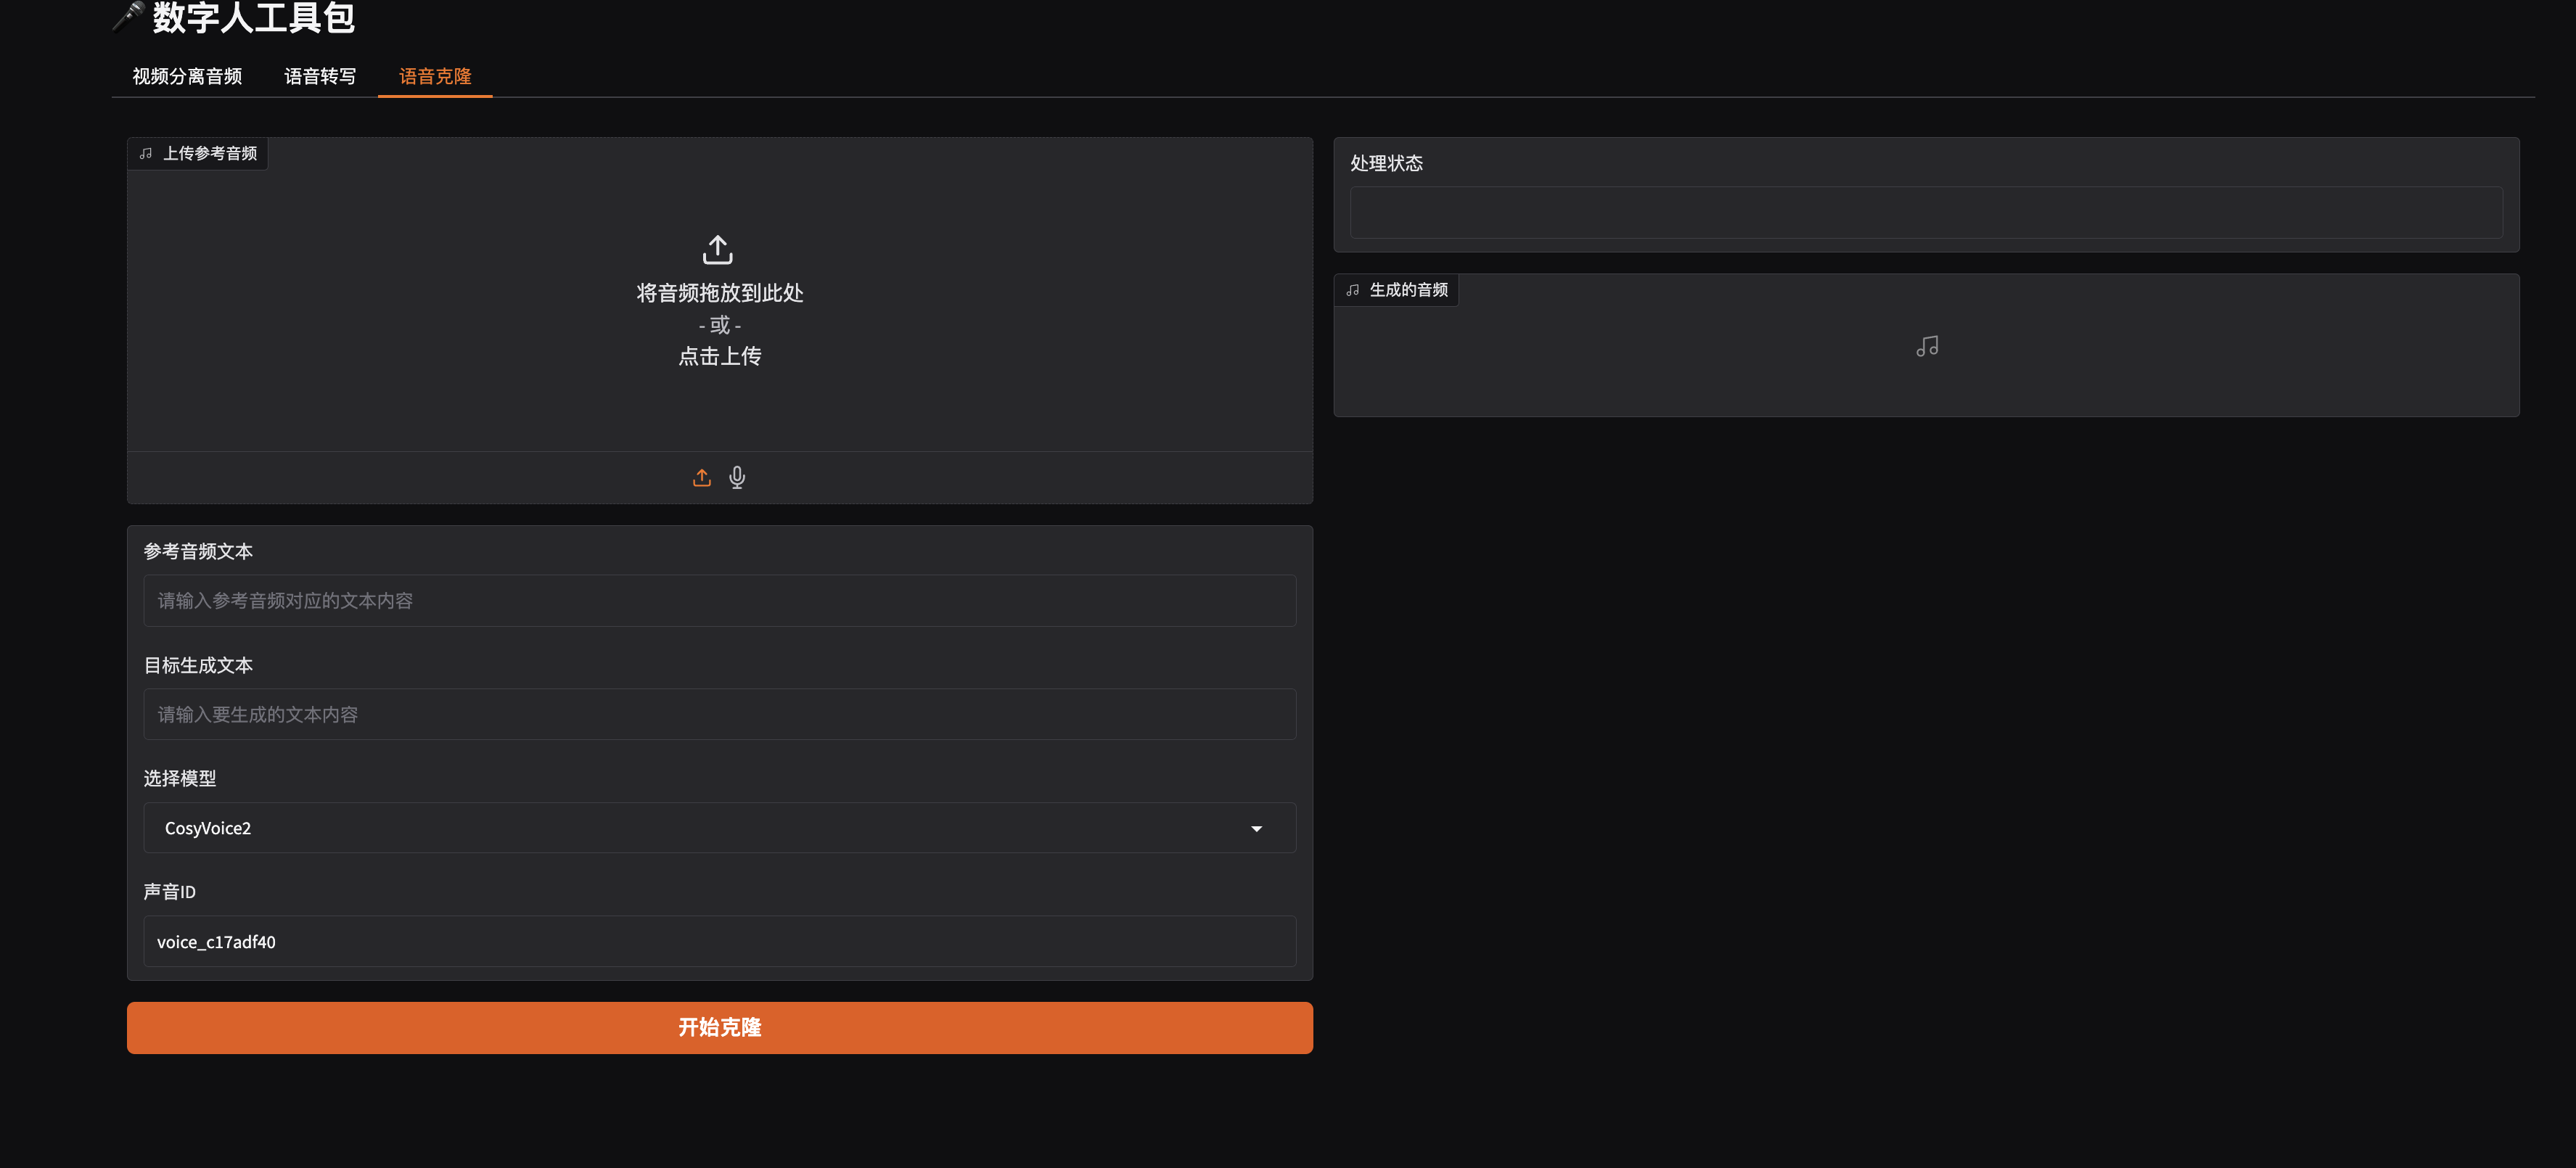 🎤 数字人工具包
视频分离音频 语音转写 语音克隆
上传参考音频
将音频拖放到此处
- 或 -
点击上传
参考音频文本
请输入参考音频对应的文本内容
目标生成文本
请输入要生成的文本内容
选择模型
CosyVoice2
声音ID
voice_c17adf40
开始克隆
处理状态
生成的音频